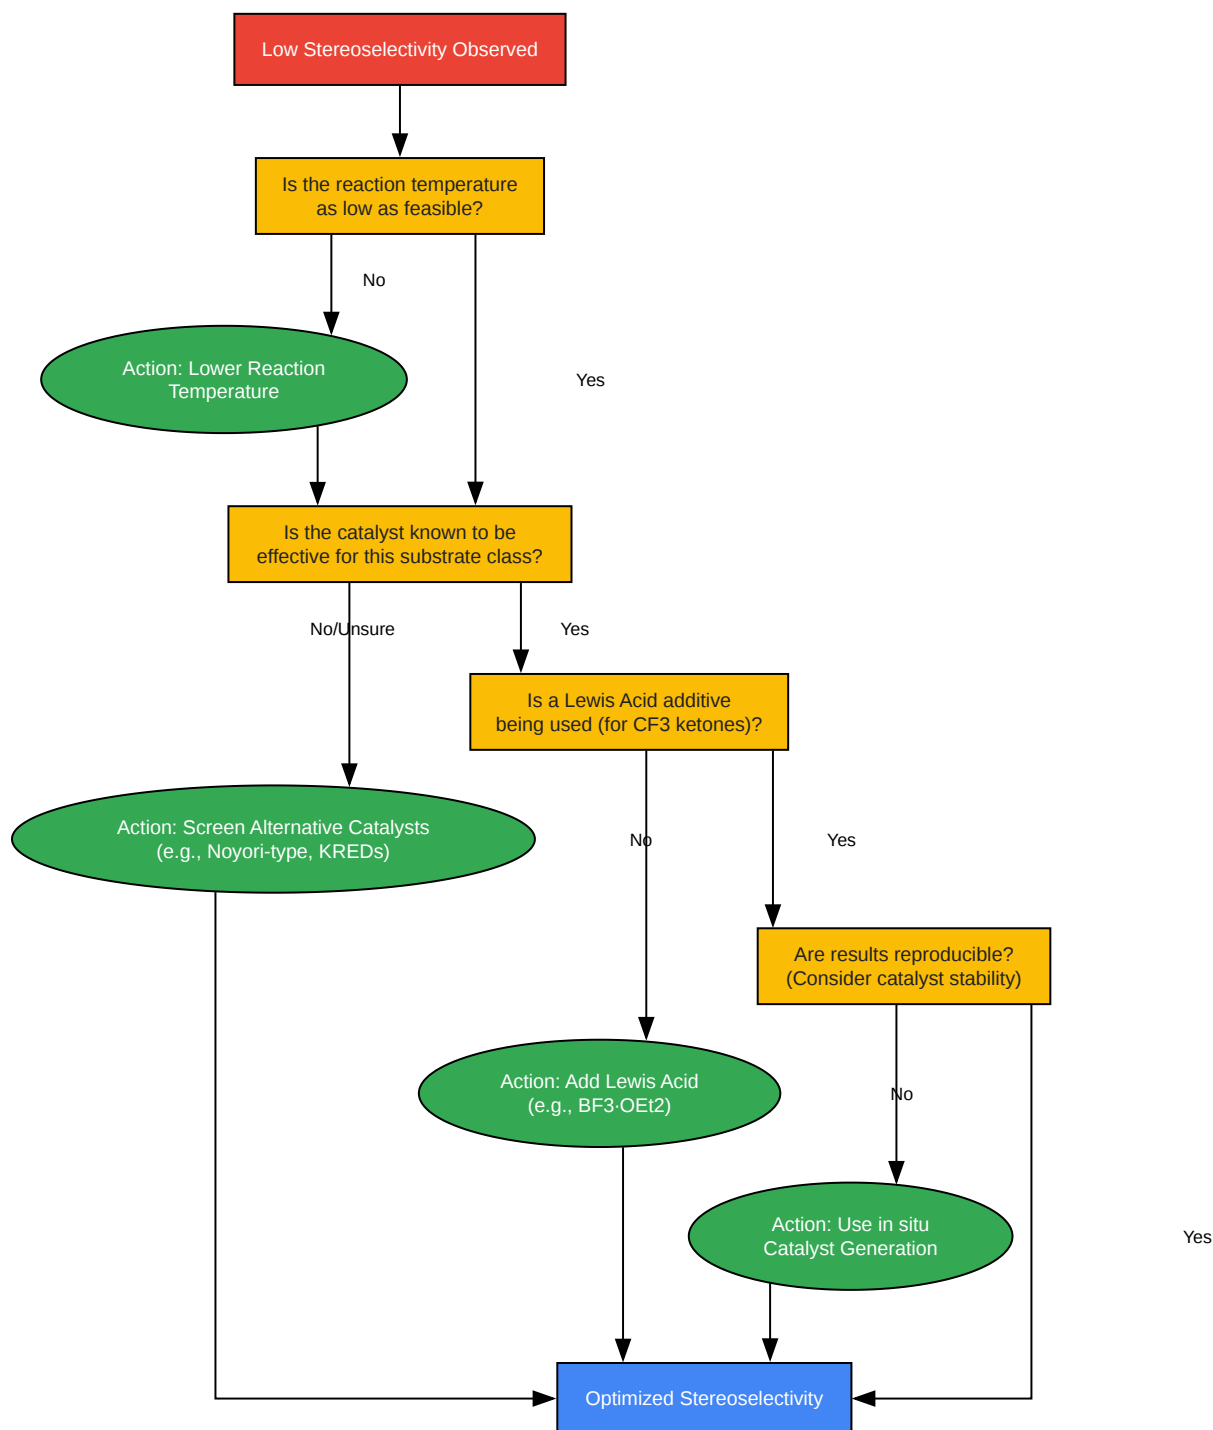 Low Stereoselectivity Observed
Is the reaction temperature
as low as feasible?
No
Action: Lower Reaction
Temperature
Yes
Is the catalyst known to be
effective for this substrate class?
No/Unsure
Yes
Is a Lewis Acid additive
being used (for CF3 ketones)?
Action: Screen Alternative Catalysts
(e.g., Noyori-type, KREDs)
No
Yes
Are results reproducible?
(Consider catalyst stability)
Action: Add Lewis Acid
(e.g., BF3·OEt2)
No
Action: Use in situ
Catalyst Generation
Yes
Optimized Stereoselectivity